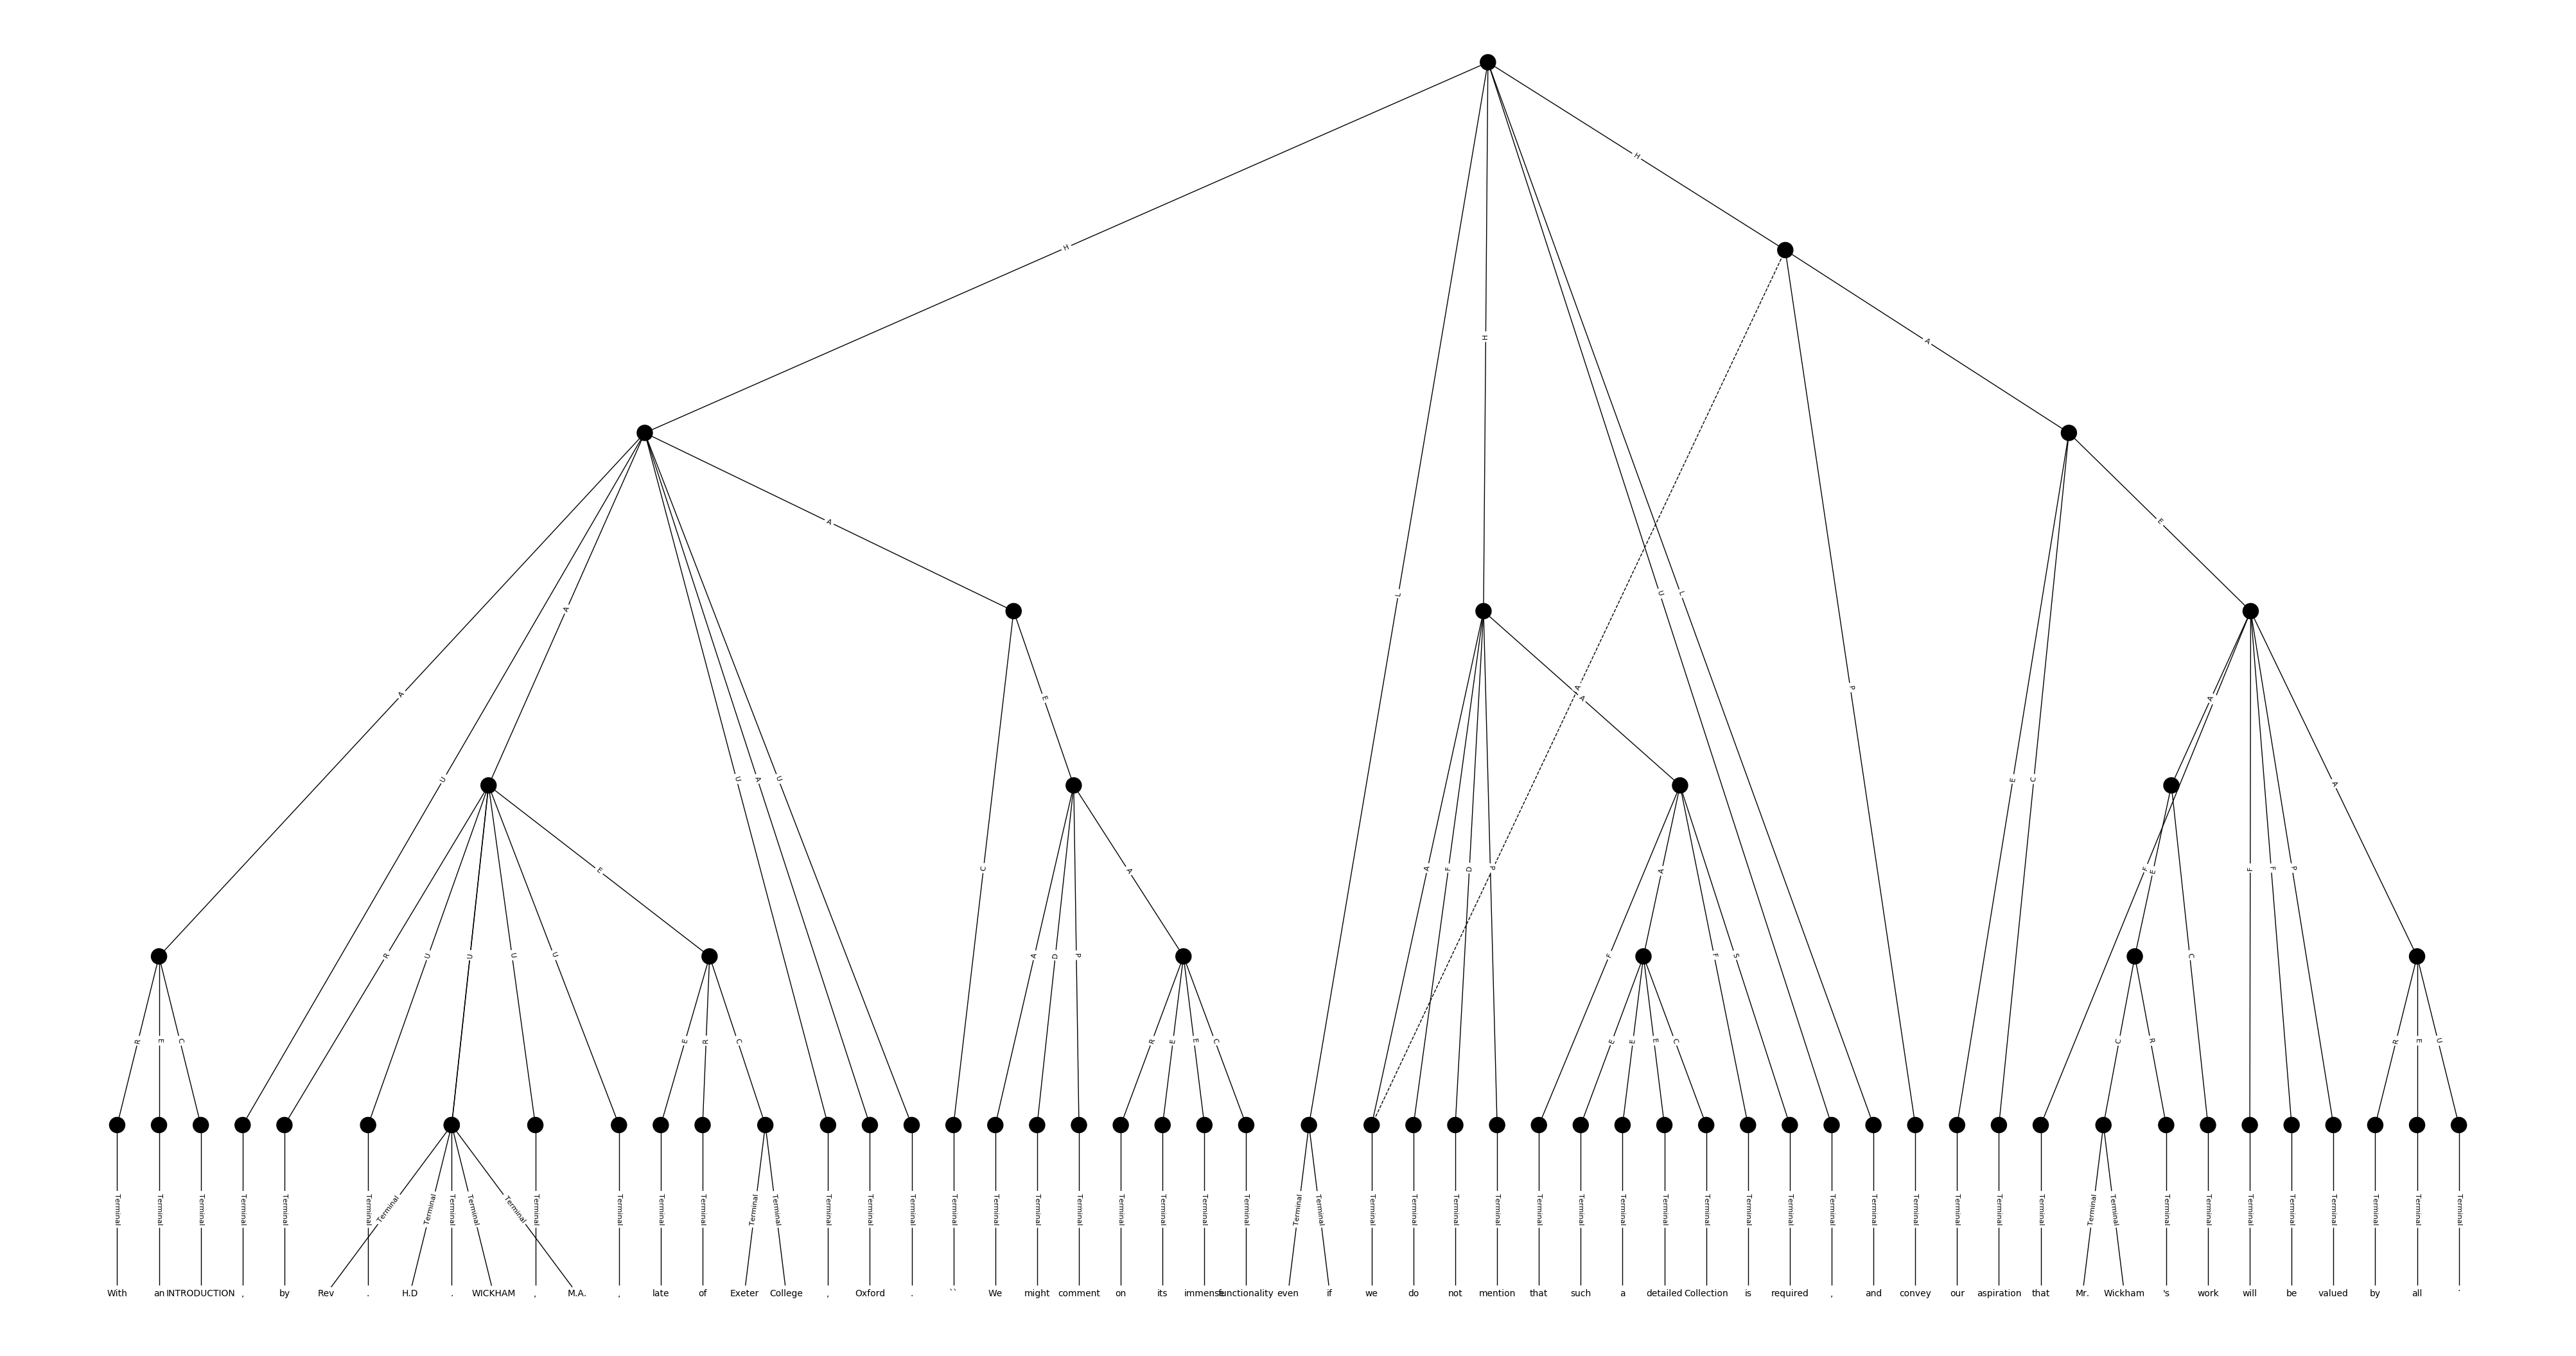 H
H
H
A
A
A
L
U
L
A
P
E
A
U
A
U
A
U
C
E
A
F
D
P
A
E
C
A
F
E
F
F
P
A
R
U
U
U
U
E
A
D
P
A
F
A
F
S
C
R
E
C
E
R
C
R
E
E
C
E
E
E
C
C
R
R
E
U
Terminal Terminal Terminal Terminal Terminal Terminal Terminal Terminal Terminal Terminal Terminal Terminal Terminal Terminal Terminal Terminal Terminal Terminal Terminal Terminal Terminal Terminal Terminal Terminal Terminal Terminal Terminal Terminal Terminal Terminal Terminal Terminal Terminal Terminal Terminal Terminal Terminal Terminal Terminal Terminal Terminal Terminal Terminal Terminal Terminal Terminal Terminal Terminal Terminal Terminal Terminal Terminal Terminal Terminal Terminal Terminal Terminal
With an INTRODUCTION , by Rev . H.D . WICKHAM , M.A. , late of Exeter College , Oxford . `` We might comment on its immense functionality even if we do not mention that such a detailed Collection is required , and convey our aspiration that Mr. Wickham 's work will be valued by all '